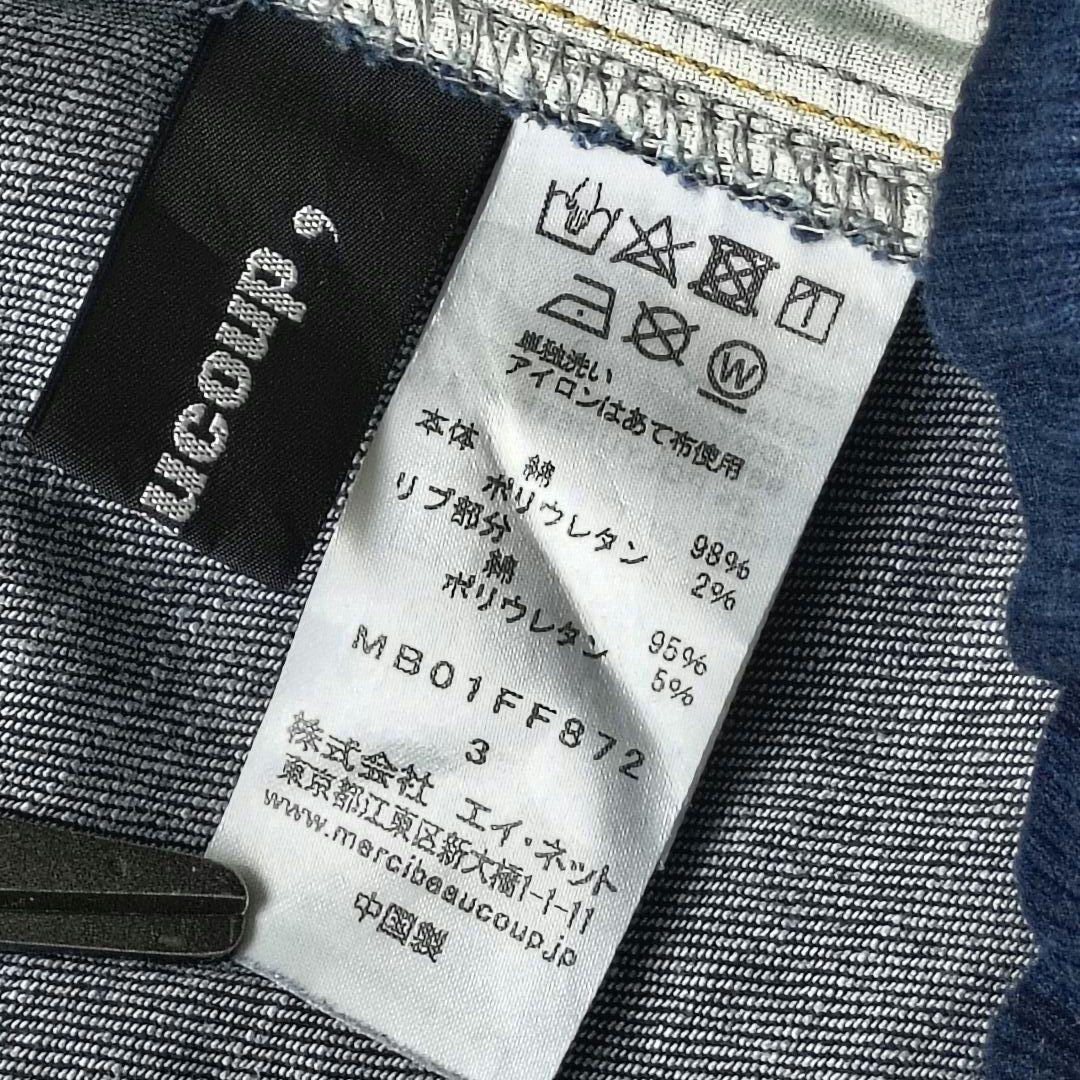 ucoup,
W
単独洗い
アイロンはあて布使用
本体
綿 98%
ポリウレタン 2%
リブ部分
綿 95%
ポリウレタン 5%
MB01FF872
3
株式会社 エイ・ネット
東京都江東区新大橋1-1-11
www.mercibeaucoup.jp
中国製